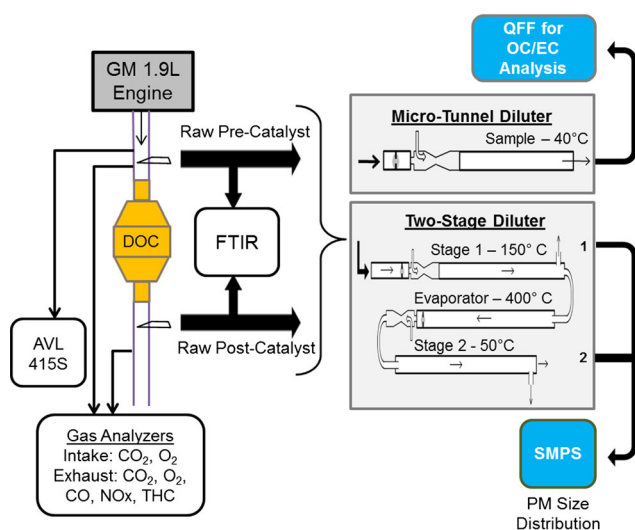 GM 1.9L
Engine
Raw Pre-Catalyst
DOC
FTIR
Raw Post-Catalyst
AVL
415S
Gas Analyzers
Intake: CO₂, O₂
Exhaust: CO₂, O₂,
CO, NOx, THC
QFF for
OC/EC
Analysis
Micro-Tunnel Diluter
Sample – 40°C
Two-Stage Diluter
Stage 1 – 150° C
1
Evaporator – 400° C
Stage 2 - 50°C
2
SMPS
PM Size
Distribution